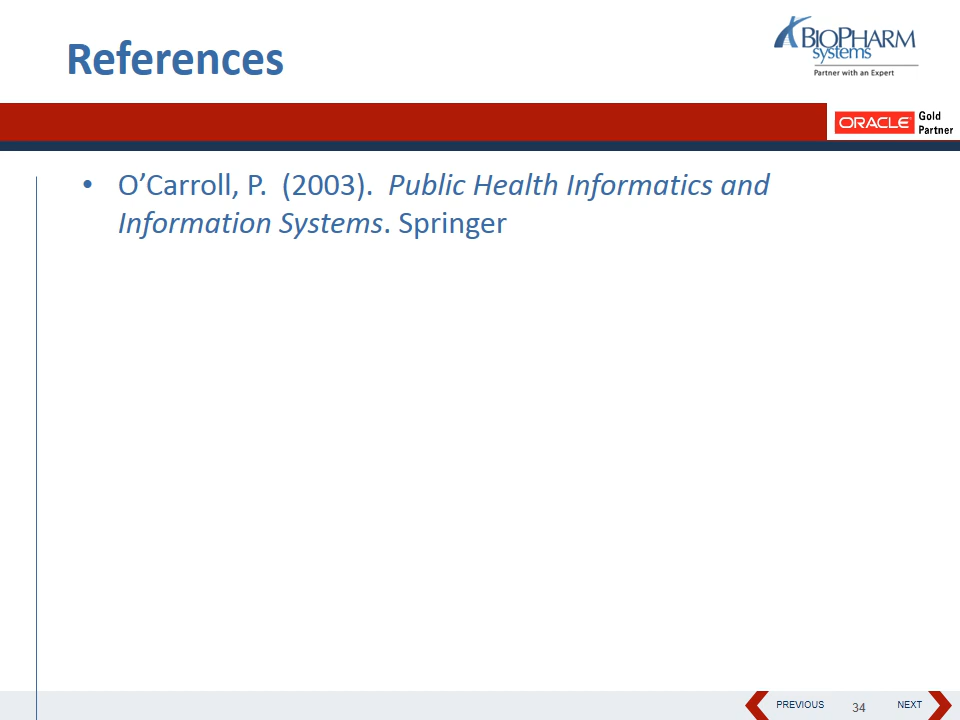 References
BIOPHARM
systems
Partner with an Expert
ORACLE
Gold
Partner
• O’Carroll, P.  (2003).  Public Health Informatics and
Information Systems. Springer
PREVIOUS
34
NEXT